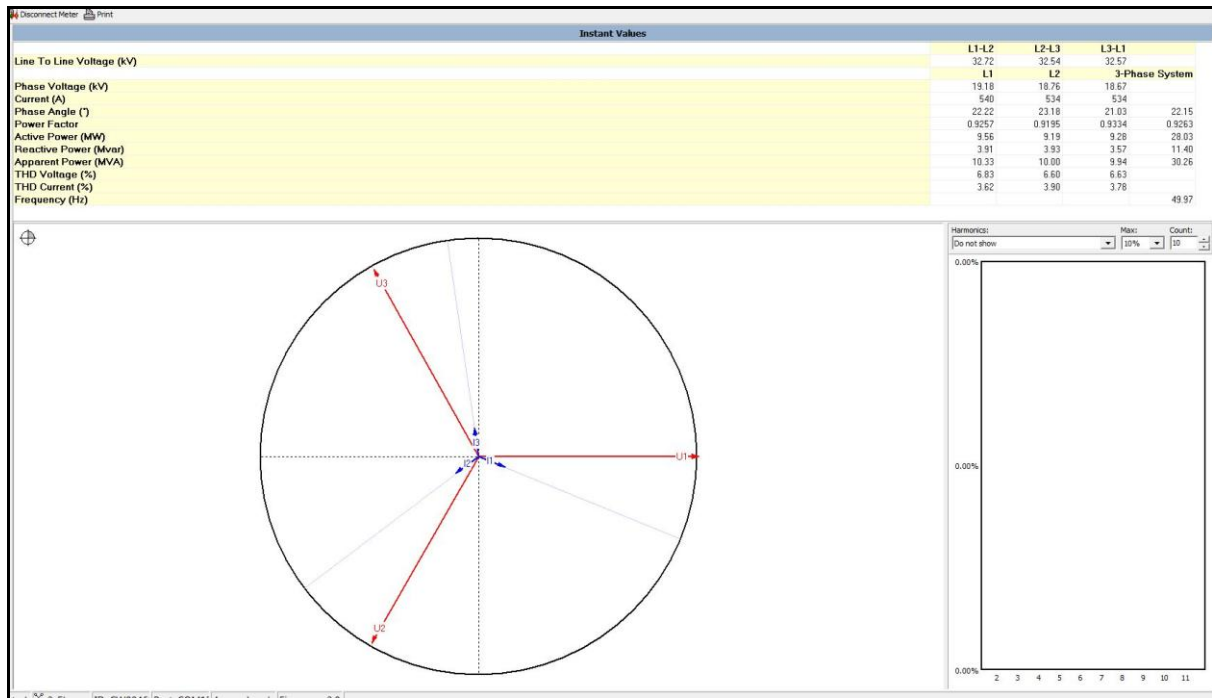 Disconnect Meter Print
Instant Values
L1-L2 L2-L3 L3-L1
Line To Line Voltage (kV) 32.72 32.54 32.57
L1 L2 3-Phase System
Phase Voltage (kV) 19.18 18.76 18.67
Current (A) 540 534 534
Phase Angle (°) 22.22 23.18 21.03 22.15
Power Factor 0.9257 0.9195 0.9334 0.9263
Active Power (MW) 9.56 9.19 9.28 28.03
Reactive Power (Mvar) 3.91 3.93 3.57 11.40
Apparent Power (MVA) 10.33 10.00 9.94 30.26
THD Voltage (%) 6.83 6.60 6.63
THD Current (%) 3.62 3.90 3.78
Frequency (Hz) 49.97
Harmonics: Max: Count:
Do not show 10% 10
0.00%
U3
I3
I2 I1 U1
0.00%
U2
0.00%
2 3 4 5 6 7 8 9 10 11